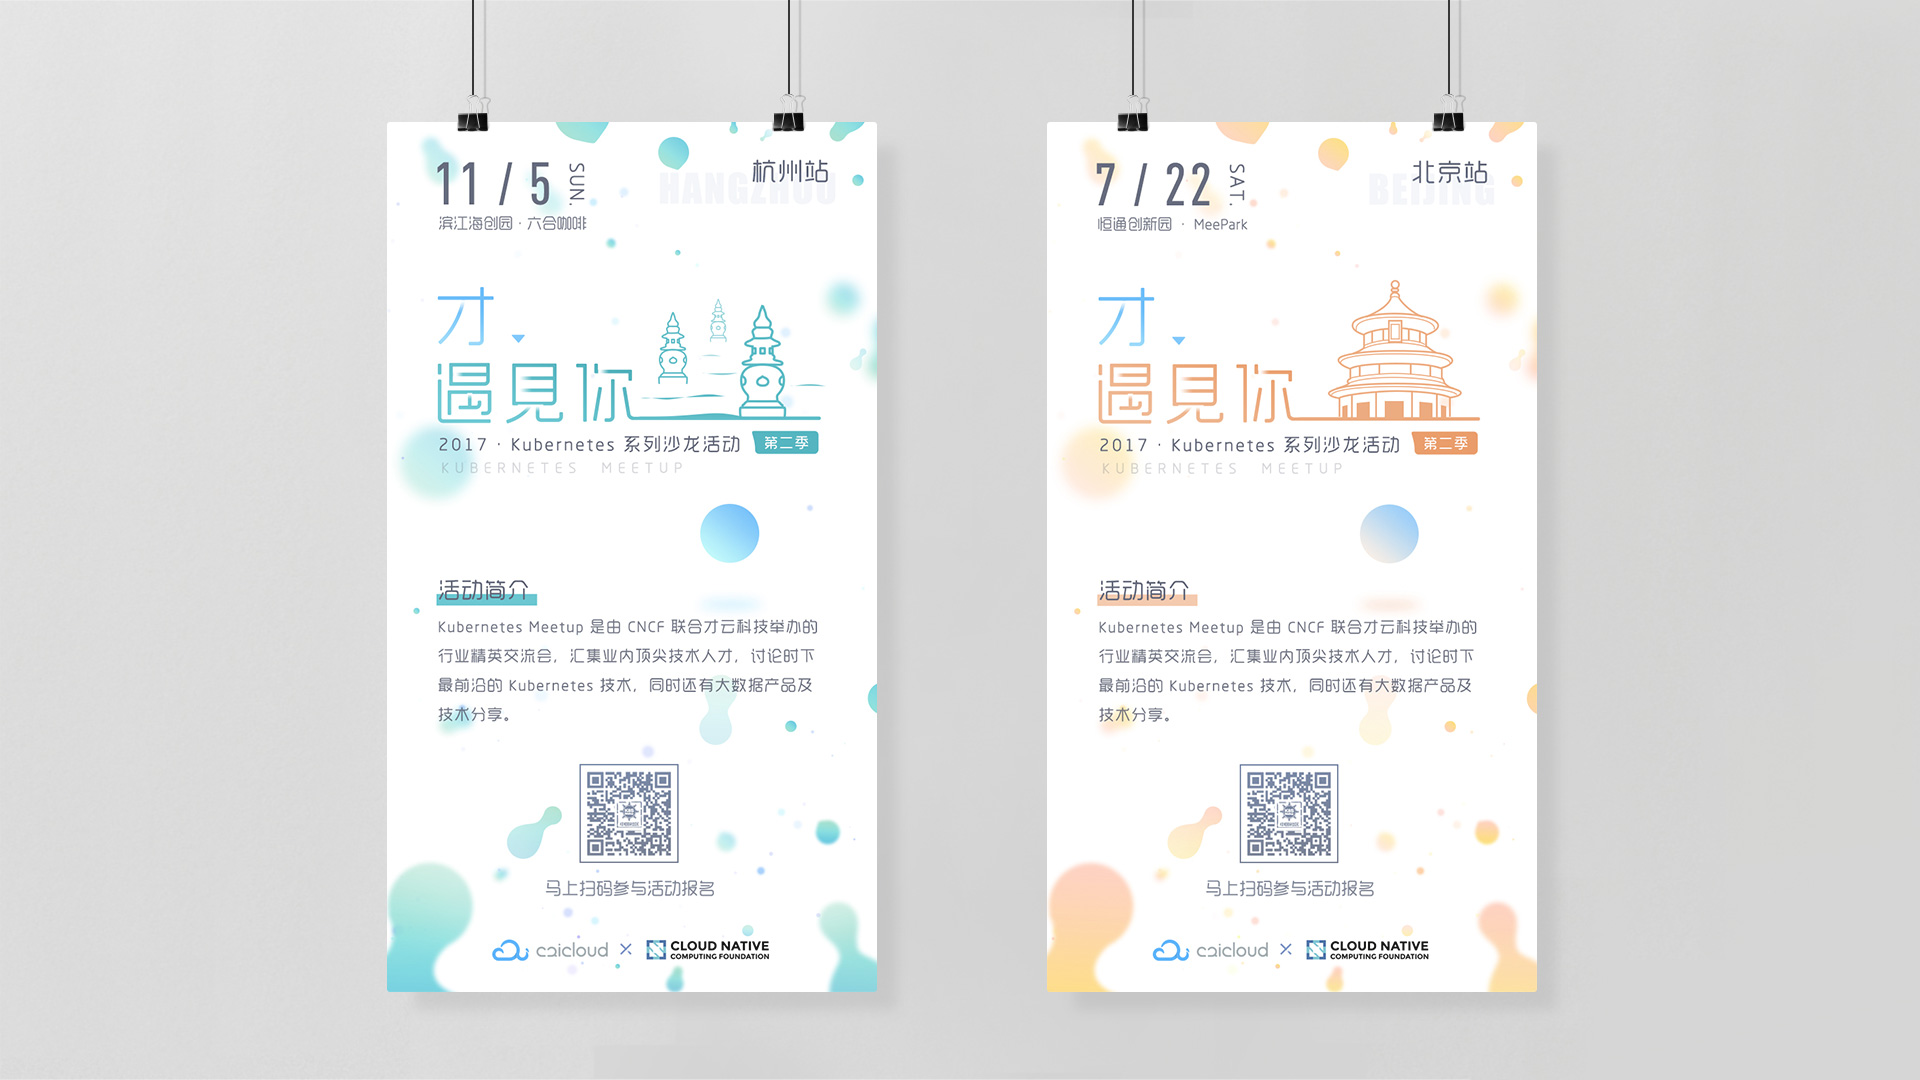 11 / 5 SUN.
杭州站
HANGZHOU
滨江海创园 · 六合咖啡
才
遇見你
2017 · Kubernetes 系列沙龙活动 第二季
KUBERNETES MEETUP
活动简介
Kubernetes Meetup 是由 CNCF 联合才云科技举办的
行业精英交流会，汇集业内顶尖技术人才，讨论时下
最前沿的 Kubernetes 技术，同时还有大数据产品及
技术分享。
马上扫码参与活动报名
caicloud × CLOUD NATIVE
COMPUTING FOUNDATION
7 / 22 SAT.
北京站
BEIJING
恒通创新园 · MeePark
才
遇見你
2017 · Kubernetes 系列沙龙活动 第二季
KUBERNETES MEETUP
活动简介
Kubernetes Meetup 是由 CNCF 联合才云科技举办的
行业精英交流会，汇集业内顶尖技术人才，讨论时下
最前沿的 Kubernetes 技术，同时还有大数据产品及
技术分享。
马上扫码参与活动报名
caicloud × CLOUD NATIVE
COMPUTING FOUNDATION